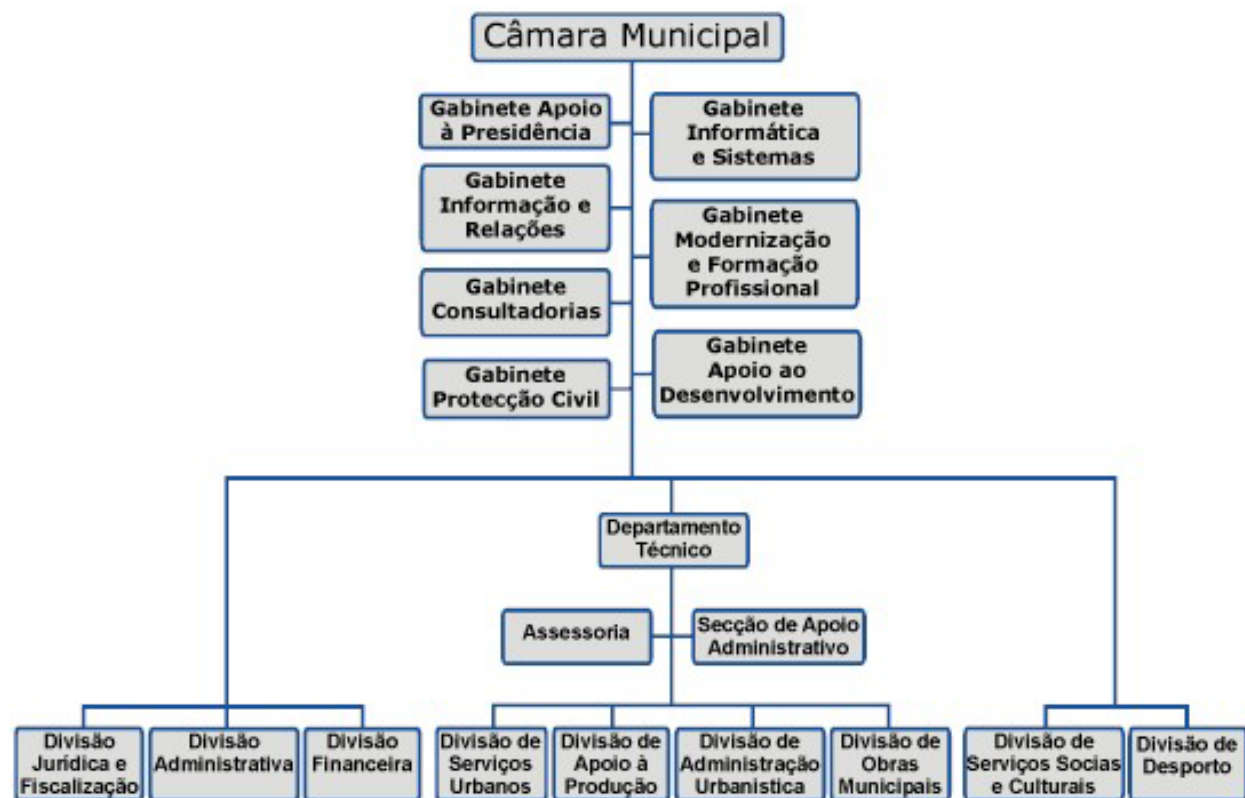 Câmara Municipal
Gabinete Apoio
à Presidência
Gabinete
Informática
e Sistemas
Gabinete
Informação e
Relações
Gabinete
Modernização
e Formação
Profissional
Gabinete
Consultadorias
Gabinete
Apoio ao
Desenvolvimento
Gabinete
Protecção Civil
Departamento
Técnico
Assessoria
Secção de Apoio
Administrativo
Divisão
Jurídica e
Fiscalização
Divisão
Administrativa
Divisão
Financeira
Divisão de
Serviços
Urbanos
Divisão de
Apoio à
Produção
Divisão de
Administração
Urbanistica
Divisão de
Obras
Municipais
Divisão de
Serviços Socias
e Culturais
Divisão de
Desporto